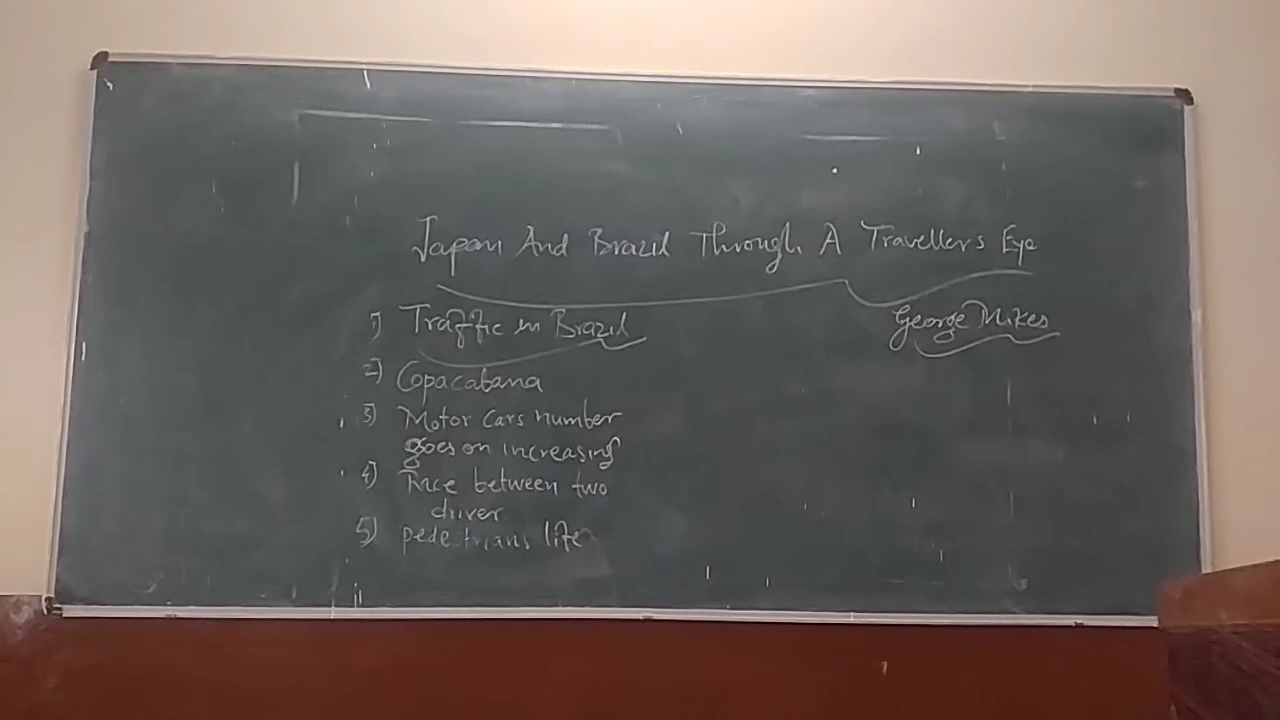 Japan And Brazil Through A Travellers Eye
George Mikes
1) Traffic in Brazil
2) Copacabana
3) Motor Cars number
goes on increasing
4) Race between two
driver.
5) pedestrians life